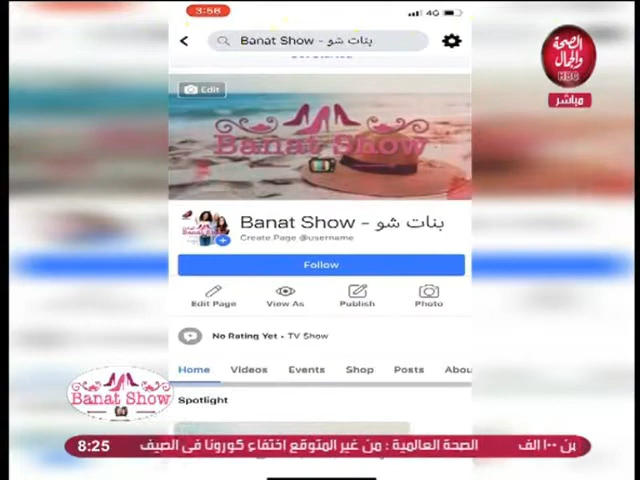 3:56
4G
Banat Show - بنات شو
الصحة
والجمال
HBC
مباشر
Edit
Banat Show
Banat Show - بنات شو
Create Page @username
Follow
Edit Page
View As
Publish
Photo
No Rating Yet • TV Show
Home
Videos
Events
Shop
Posts
Abou
Spotlight
Banat Show
8:25
الصحة العالمية : من غير المتوقع اختفاء كورونا فى الصيف
١٠٠ الف